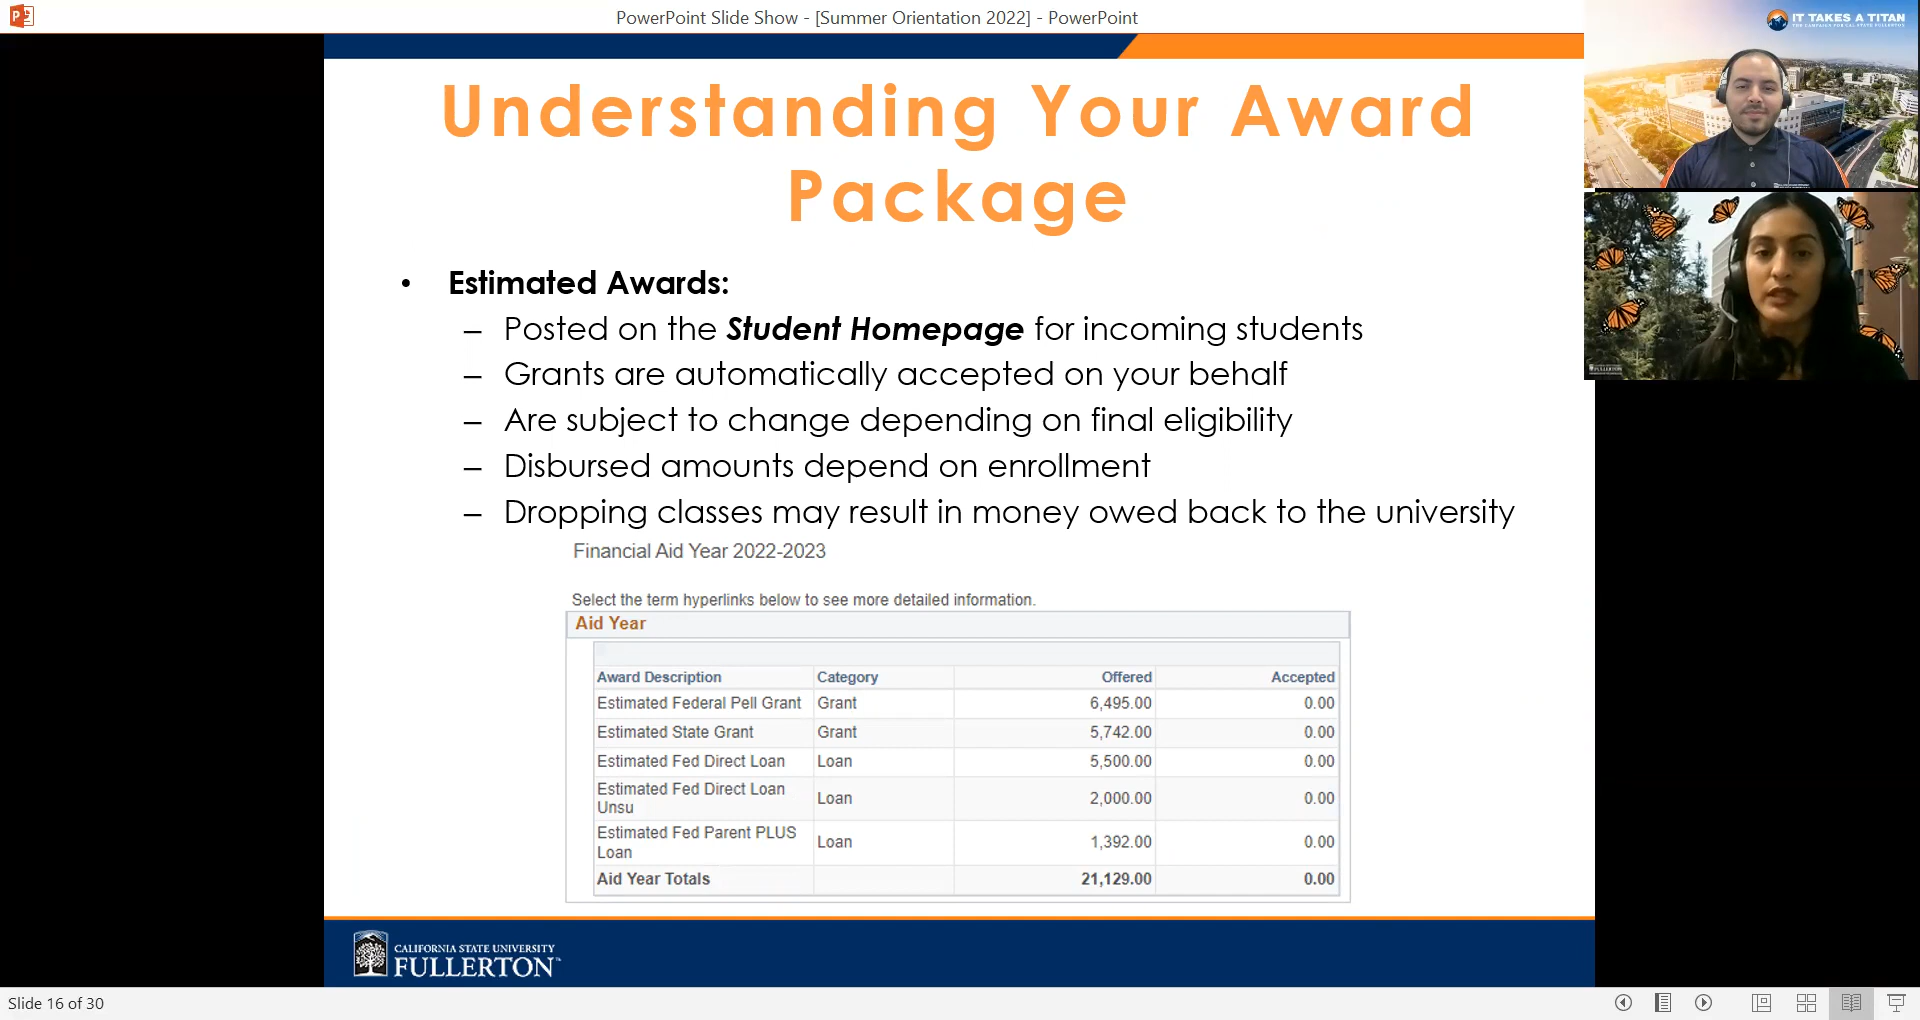 PowerPoint Slide Show - [Summer Orientation 2022] - PowerPoint
IT TAKES A TITAN
THE CAMPAIGN FOR CAL STATE FULLERTON
Understanding Your Award
Package
• Estimated Awards:
– Posted on the Student Homepage for incoming students
– Grants are automatically accepted on your behalf
– Are subject to change depending on final eligibility
– Disbursed amounts depend on enrollment
– Dropping classes may result in money owed back to the university
Financial Aid Year 2022-2023
Select the term hyperlinks below to see more detailed information.
Aid Year
Award Description Category Offered Accepted
Estimated Federal Pell Grant Grant 6,495.00 0.00
Estimated State Grant Grant 5,742.00 0.00
Estimated Fed Direct Loan Loan 5,500.00 0.00
Estimated Fed Direct Loan
Unsu Loan 2,000.00 0.00
Estimated Fed Parent PLUS
Loan Loan 1,392.00 0.00
Aid Year Totals 21,129.00 0.00
CALIFORNIA STATE UNIVERSITY
FULLERTON™
FULLERTON
Slide 16 of 30